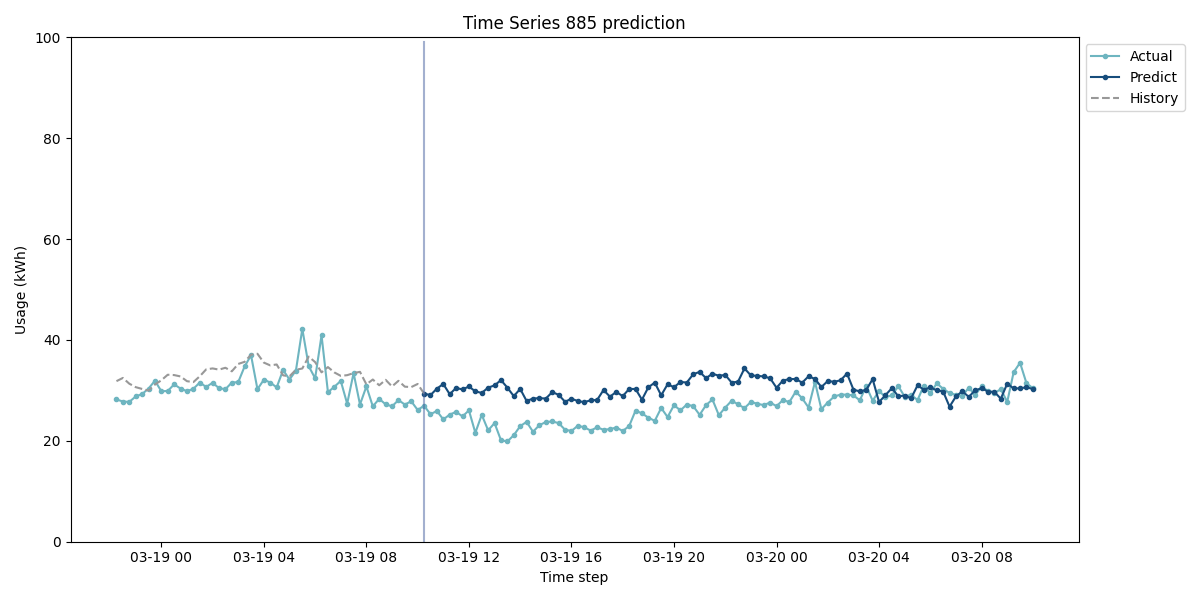 Time Series 885 prediction
100
80
60
40
20
0
Usage (kWh)
03-19 00
03-19 04
03-19 08
03-19 12
03-19 16
03-19 20
03-20 00
03-20 04
03-20 08
Time step
Actual
Predict
History